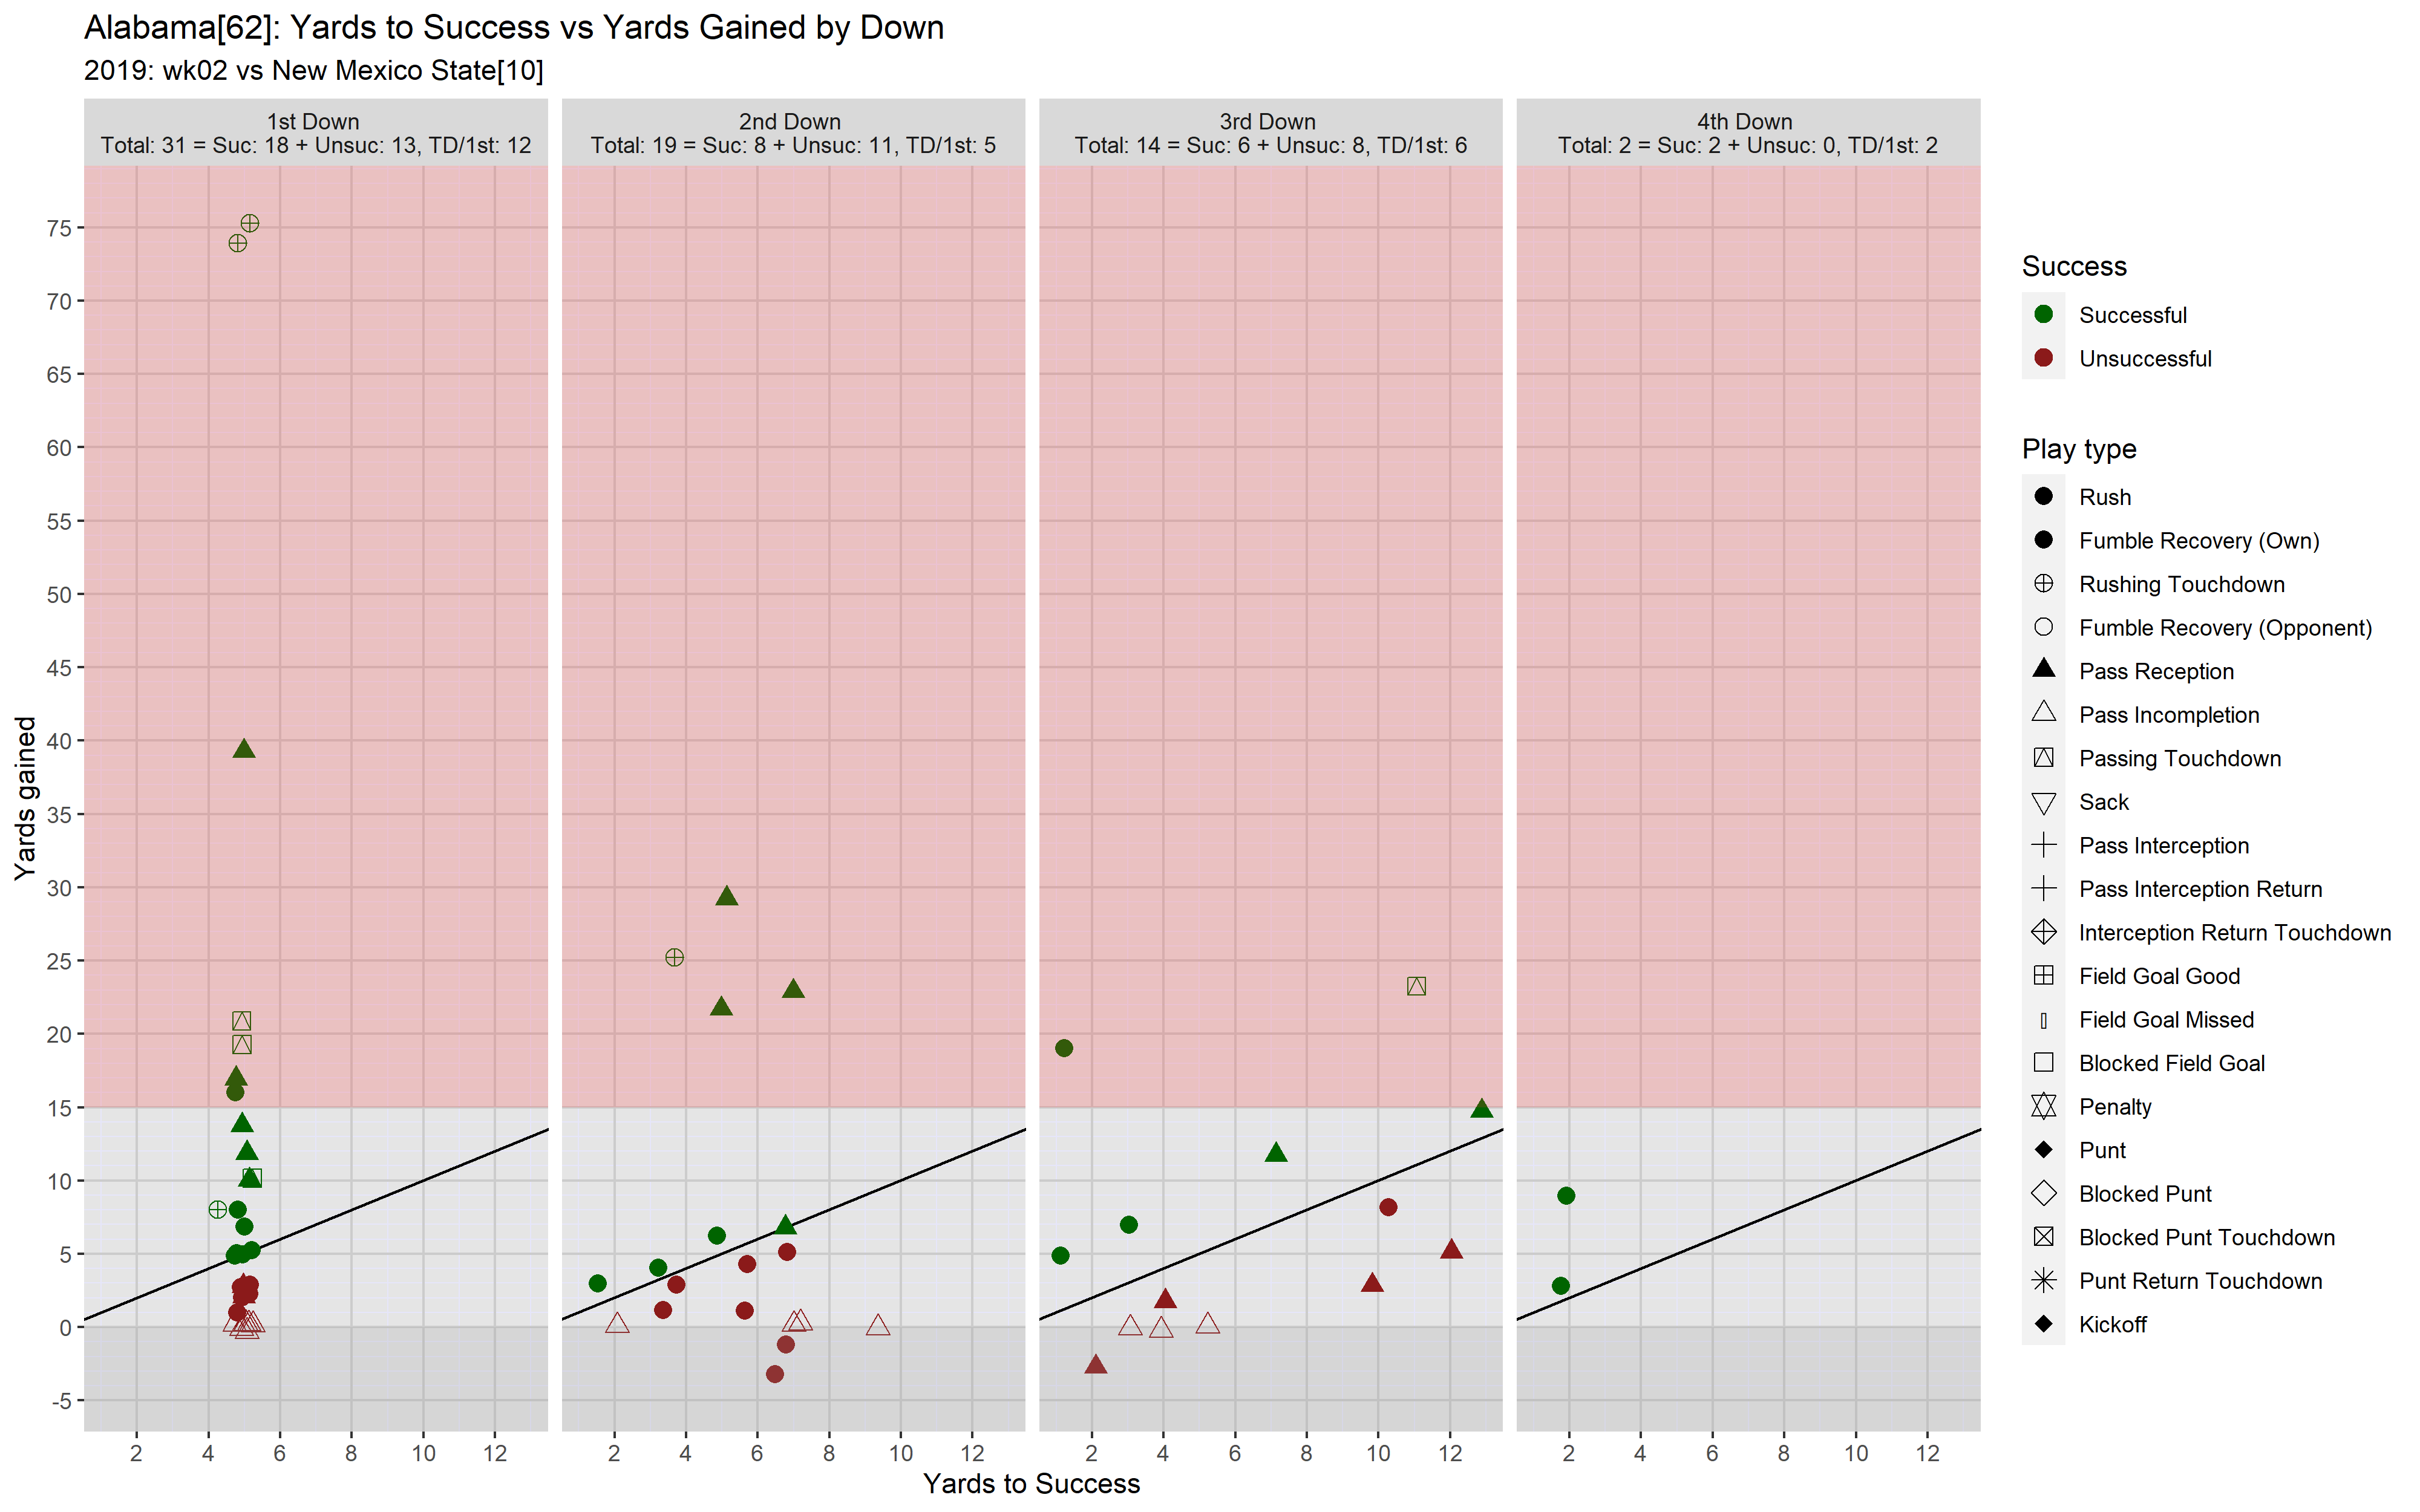 Alabama[62]: Yards to Success vs Yards Gained by Down
2019: wk02 vs New Mexico State[10]
1st Down
Total: 31 = Suc: 18 + Unsuc: 13, TD/1st: 12
2nd Down
Total: 19 = Suc: 8 + Unsuc: 11, TD/1st: 5
3rd Down
Total: 14 = Suc: 6 + Unsuc: 8, TD/1st: 6
4th Down
Total: 2 = Suc: 2 + Unsuc: 0, TD/1st: 2
Yards gained
75
70
65
60
55
50
45
40
35
30
25
20
15
10
5
0
-5
2 4 6 8 10 12
2 4 6 8 10 12
2 4 6 8 10 12
2 4 6 8 10 12
Yards to Success
Success
Successful
Unsuccessful
Play type
Rush
Fumble Recovery (Own)
Rushing Touchdown
Fumble Recovery (Opponent)
Pass Reception
Pass Incompletion
Passing Touchdown
Sack
Pass Interception
Pass Interception Return
Interception Return Touchdown
Field Goal Good
Field Goal Missed
Blocked Field Goal
Penalty
Punt
Blocked Punt
Blocked Punt Touchdown
Punt Return Touchdown
Kickoff